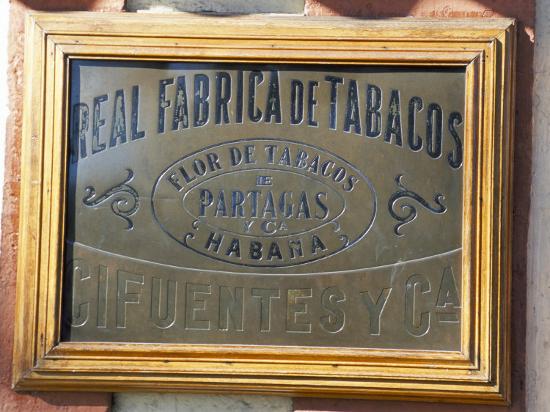 REAL FABRICA DE TABACOS
FLOR DE TABACOS
DE
PARTAGAS
Y Cª
HABAÑA
CIFUENTES Y Cª